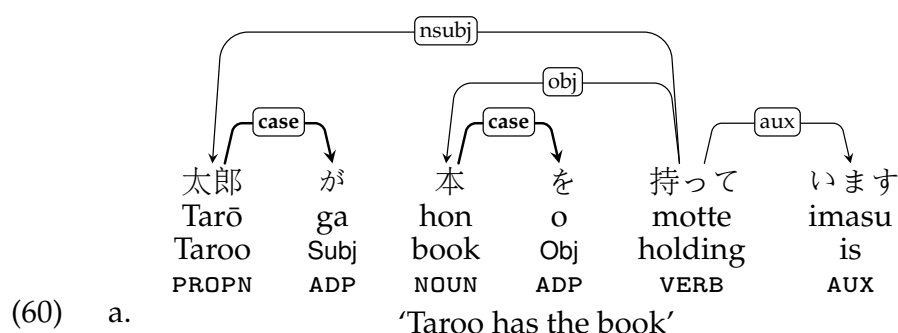 nsubj
obj
case case aux
太郎 が 本 を 持って います
Tarō ga hon o motte imasu
Taroo Subj book Obj holding is
PROPN ADP NOUN ADP VERB AUX
(60) a. ‘Taroo has the book’